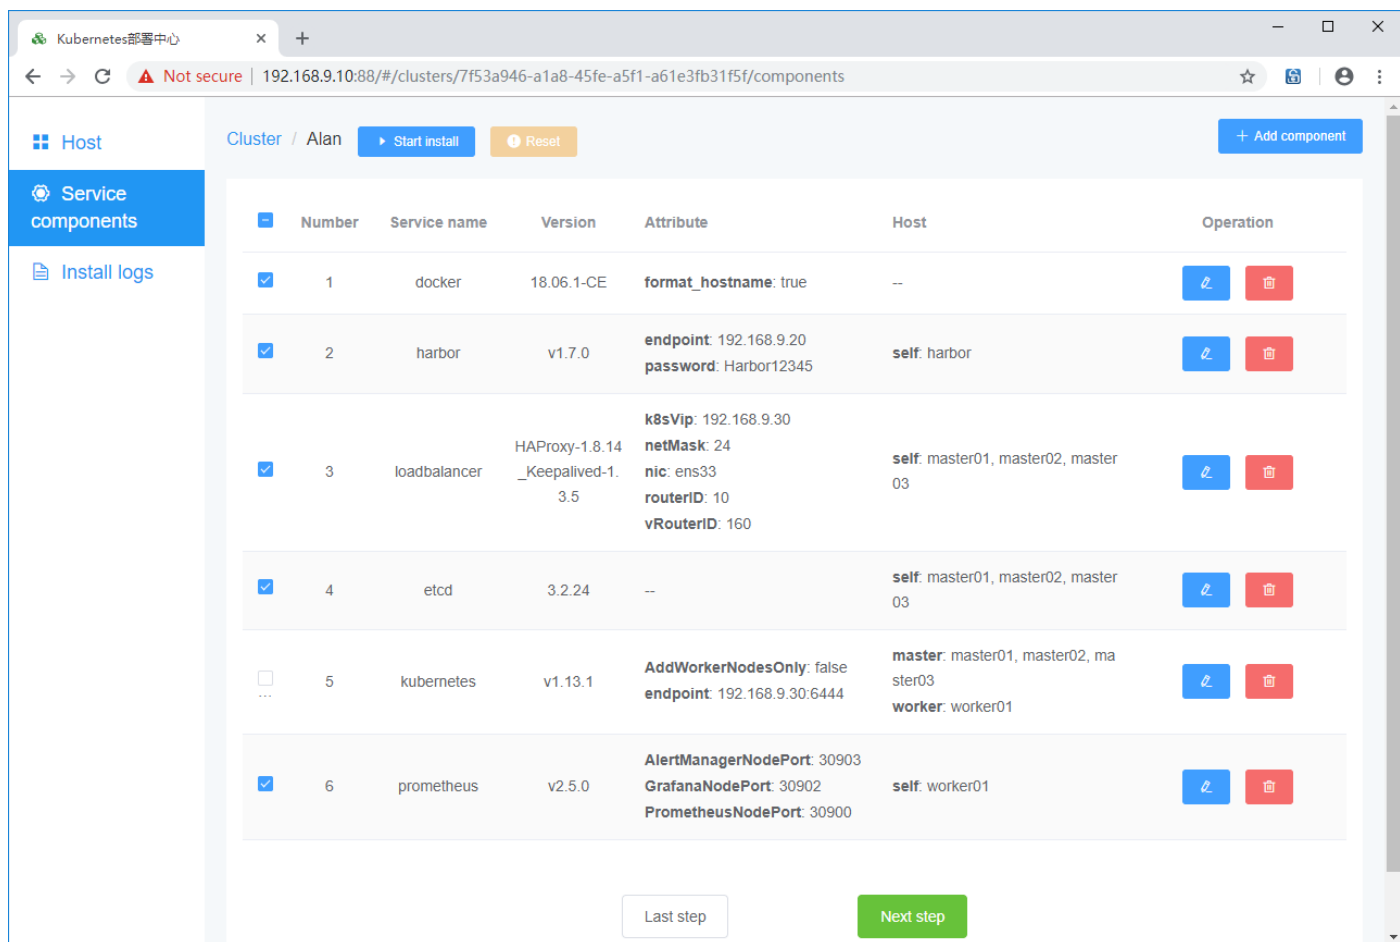 Kubernetes部署中心
Not secure | 192.168.9.10:88/#/clusters/7f53a946-a1a8-45fe-a5f1-a61e3fb31f5f/components
Host
Service
components
Install logs
Cluster / Alan
Start install
Reset
+ Add component
Number Service name Version Attribute Host Operation
1 docker 18.06.1-CE format_hostname: true --
2 harbor v1.7.0 endpoint: 192.168.9.20
password: Harbor12345
self: harbor
3 loadbalancer HAProxy-1.8.14
_Keepalived-1.
3.5
k8sVip: 192.168.9.30
netMask: 24
nic: ens33
routerID: 10
vRouterID: 160
self: master01, master02, master
03
4 etcd 3.2.24 -- self: master01, master02, master
03
...
5 kubernetes v1.13.1 AddWorkerNodesOnly: false
endpoint: 192.168.9.30:6444
master: master01, master02, ma
ster03
worker: worker01
6 prometheus v2.5.0 AlertManagerNodePort: 30903
GrafanaNodePort: 30902
PrometheusNodePort: 30900
self: worker01
Last step
Next step